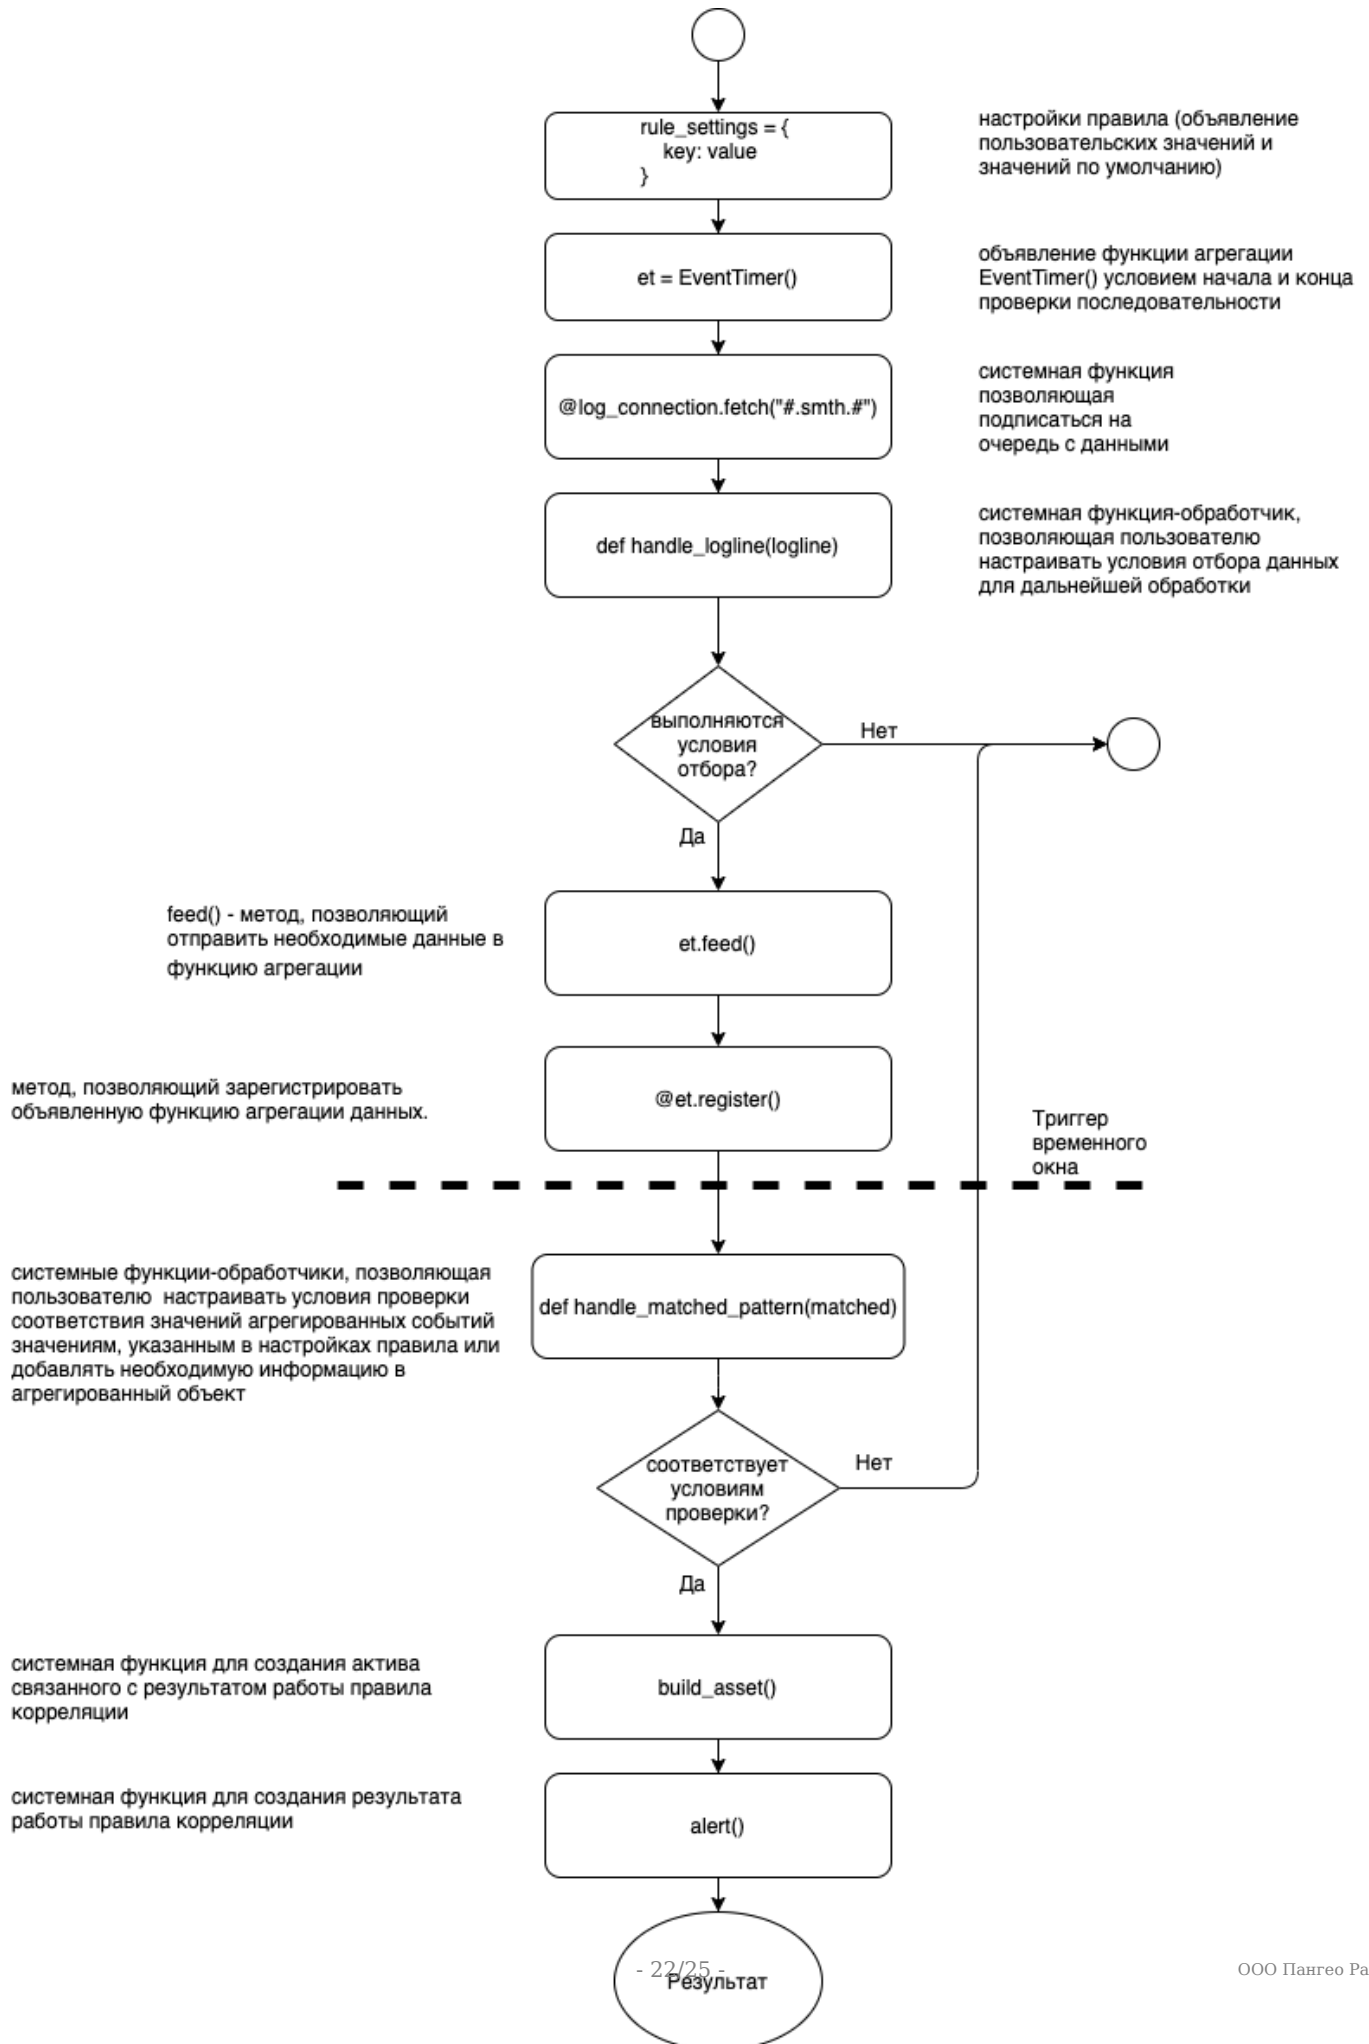 rule_settings = {
key: value
}
настройки правила (объявление
пользовательских значений и
значений по умолчанию)
et = EventTimer()
объявление функции агрегации
EventTimer() условием начала и конца
проверки последовательности
@log_connection.fetch("#.smth.#")
системная функция
позволяющая
подписаться на
очередь с данными
def handle_logline(logline)
системная функция-обработчик,
позволяющая пользователю
настраивать условия отбора данных
для дальнейшей обработки
выполняются
условия
отбора?
Нет
Да
feed() - метод, позволяющий
отправить необходимые данные в
функцию агрегации
et.feed()
метод, позволяющий зарегистрировать
объявленную функцию агрегации данных.
@et.register()
Триггер
временного
окна
системные функции-обработчики, позволяющая
пользователю  настраивать условия проверки
соответствия значений агрегированных событий
значениям, указанным в настройках правила или
добавлять необходимую информацию в
агрегированный объект
def handle_matched_pattern(matched)
соответствует
условиям
проверки?
Нет
Да
системная функция для создания актива
связанного с результатом работы правила
корреляции
build_asset()
системная функция для создания результата
работы правила корреляции
alert()
- 22/25 -
Результат
ООО Пангео Ра